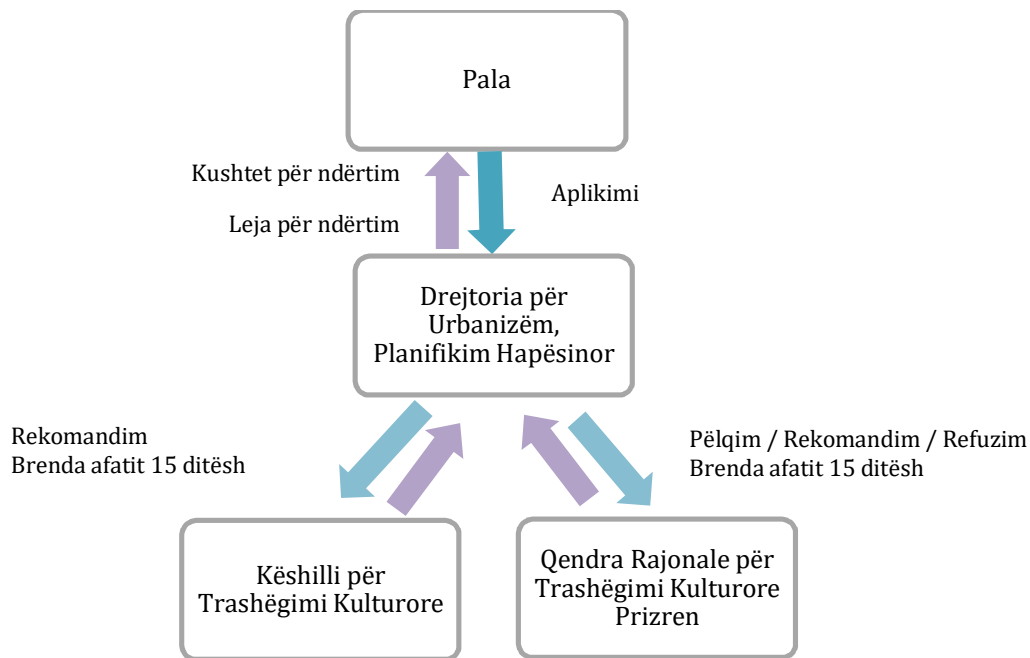 Pala
Kushtet për ndërtim
Leja për ndërtim
Aplikimi
Drejtoria për
Urbanizëm,
Planifikim Hapësinor
Rekomandim
Brenda afatit 15 ditësh
Pëlqim / Rekomandim / Refuzim
Brenda afatit 15 ditësh
Këshilli për
Trashëgimi Kulturore
Qendra Rajonale për
Trashëgimi Kulturore
Prizren